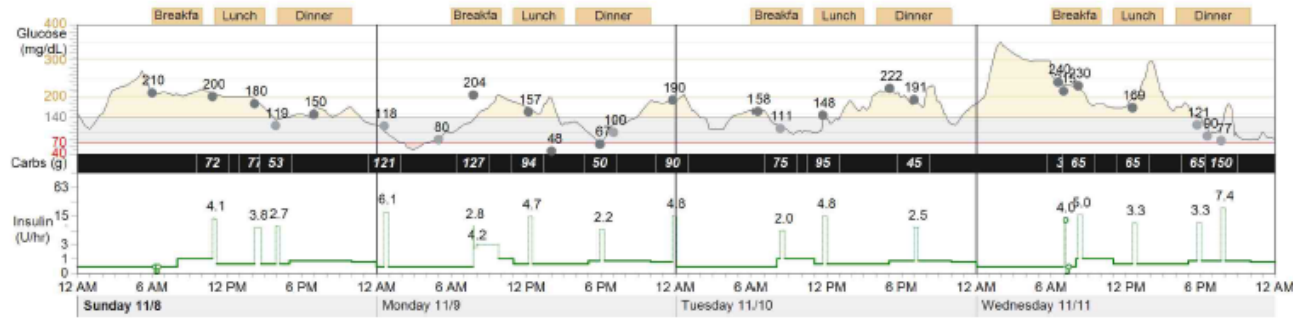 Breakfa Lunch Dinner Breakfa Lunch Dinner Breakfa Lunch Dinner Breakfa Lunch Dinner
400
Glucose
(mg/dL)
300
200
140
70
40
210 200 180 119 150 118 80 204 157 48 67 100 190 158 111 148 222 191 240 230 169 121 90 77
Carbs (g) 72 77 53 121 127 94 50 90 75 95 45 3 65 65 65 150
63
Insulin
(U/hr)
15
3
1
0
4.1 3.8 2.7 6.1 2.8 4.2 4.7 2.2 4.8 2.0 4.8 2.5 4.0 5.0 3.3 3.3 7.4
12 AM 6 AM 12 PM 6 PM 12 AM 6 AM 12 PM 6 PM 12 AM 6 AM 12 PM 6 PM 12 AM 6 AM 12 PM 6 PM 12 AM
Sunday 11/8 Monday 11/9 Tuesday 11/10 Wednesday 11/11